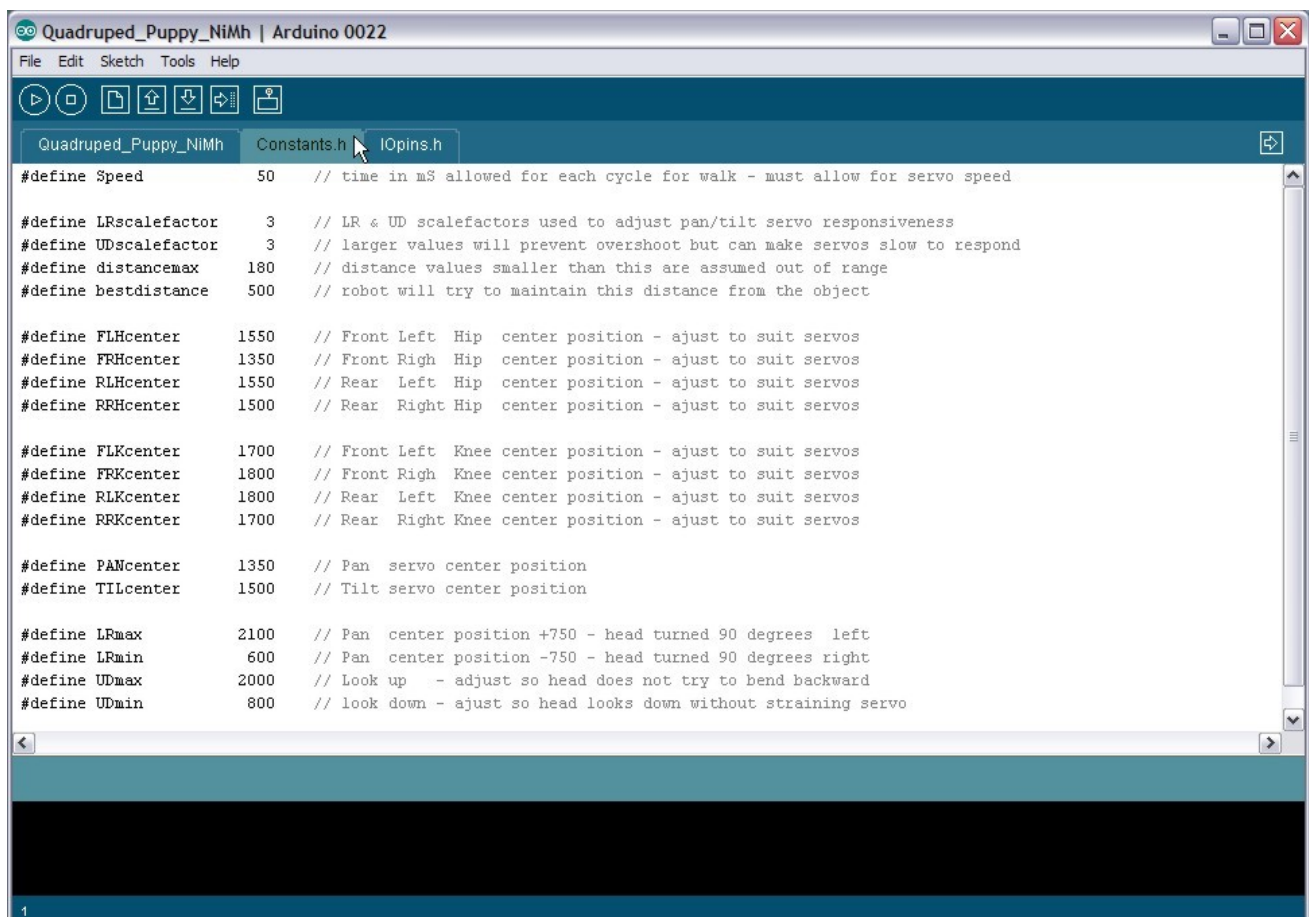 Quadruped_Puppy_NiMh | Arduino 0022
File Edit Sketch Tools Help
Quadruped_Puppy_NiMh Constants.h IOpins.h
#define Speed 50 // time in mS allowed for each cycle for walk - must allow for servo speed
#define LRscalefactor 3 // LR & UD scalefactors used to adjust pan/tilt servo responsiveness
#define UDscalefactor 3 // larger values will prevent overshoot but can make servos slow to respond
#define distancemax 180 // distance values smaller than this are assumed out of range
#define bestdistance 500 // robot will try to maintain this distance from the object
#define FLHcenter 1550 // Front Left Hip center position - ajust to suit servos
#define FRHcenter 1350 // Front Righ Hip center position - ajust to suit servos
#define RLHcenter 1550 // Rear Left Hip center position - ajust to suit servos
#define RRHcenter 1500 // Rear Right Hip center position - ajust to suit servos
#define FLKcenter 1700 // Front Left Knee center position - ajust to suit servos
#define FRKcenter 1800 // Front Righ Knee center position - ajust to suit servos
#define RLKcenter 1800 // Rear Left Knee center position - ajust to suit servos
#define RRKcenter 1700 // Rear Right Knee center position - ajust to suit servos
#define PANcenter 1350 // Pan servo center position
#define TILcenter 1500 // Tilt servo center position
#define LRmax 2100 // Pan center position +750 - head turned 90 degrees left
#define LRmin 600 // Pan center position -750 - head turned 90 degrees right
#define UDmax 2000 // Look up - adjust so head does not try to bend backward
#define UDmin 800 // look down - ajust so head looks down without straining servo
1